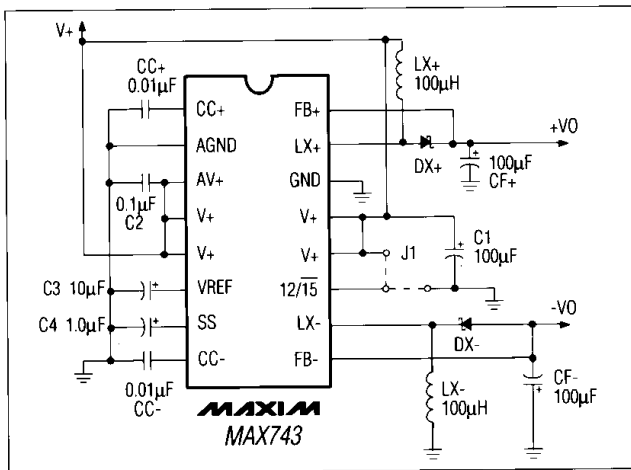 V+
CC+
0.01µF
LX+
100µH
CC+
FB+
+VO
AGND
LX+
DX+
100µF
CF+
AV+
GND
0.1µF
C2
V+
V+
V+
V+
J1
C1
100µF
C3 10µF
VREF
12/15
C4 1.0µF
SS
LX-
-VO
DX-
CC-
FB-
0.01µF
CC-
LX-
100µH
CF-
100µF
MAXIM
MAX743